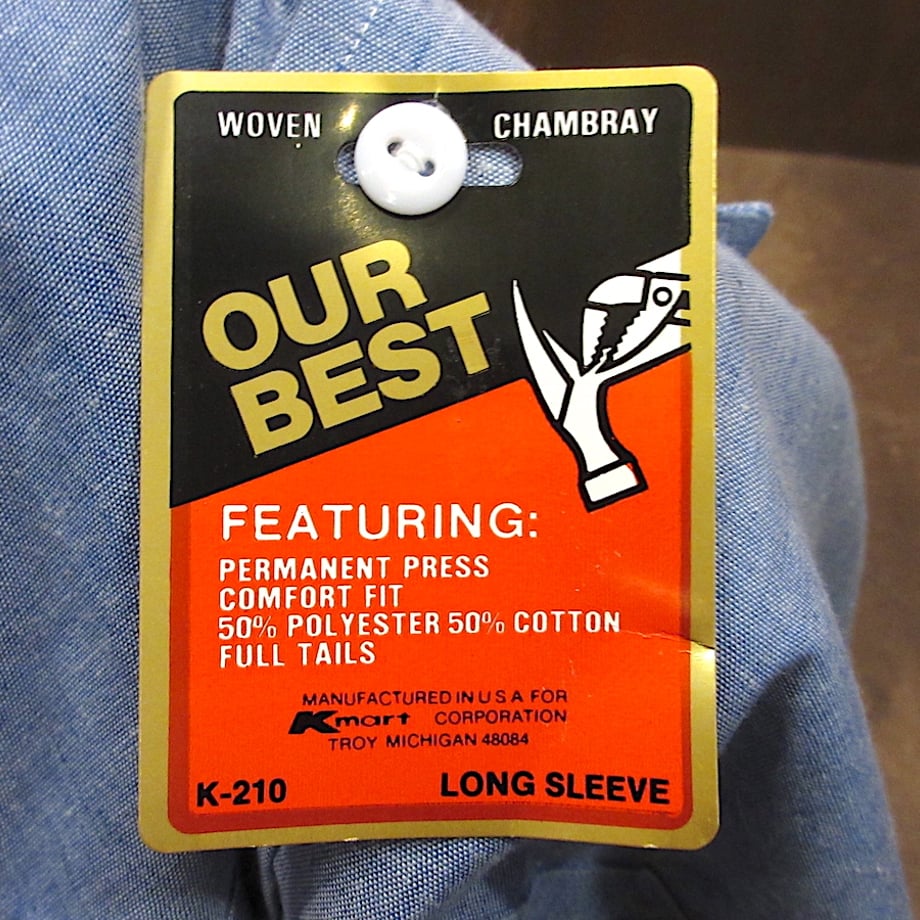 WOVEN CHAMBRAY
OUR
BEST
FEATURING:
PERMANENT PRESS
COMFORT FIT
50% POLYESTER 50% COTTON
FULL TAILS
MANUFACTURED IN U S A FOR
Kmart CORPORATION
TROY MICHIGAN 48084
K-210 LONG SLEEVE